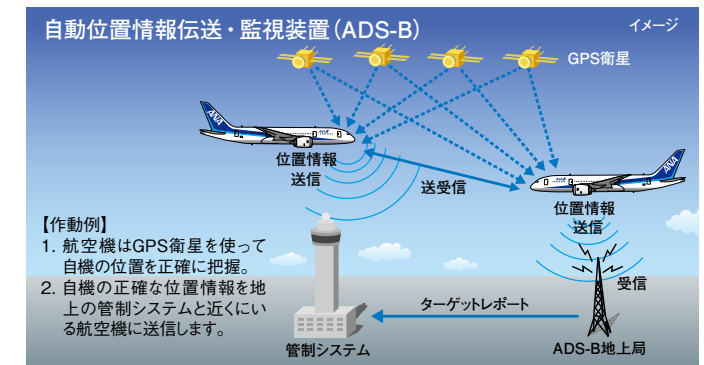 自動位置情報伝送・監視装置（ADS-B）
イメージ
GPS衛星
ANA
位置情報
送信
送受信
ANA
位置情報
送信
【作動例】
1. 航空機はGPS衛星を使って
自機の位置を正確に把握。
2. 自機の正確な位置情報を地
上の管制システムと近くにい
る航空機に送信します。
受信
ターゲットレポート
管制システム
ADS-B地上局